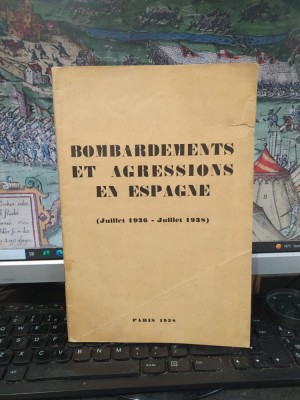 BOMBARDEMENTS
ET AGRESSIONS
EN ESPAGNE
(Juillet 1936 - Juillet 1938)
PARIS 1938